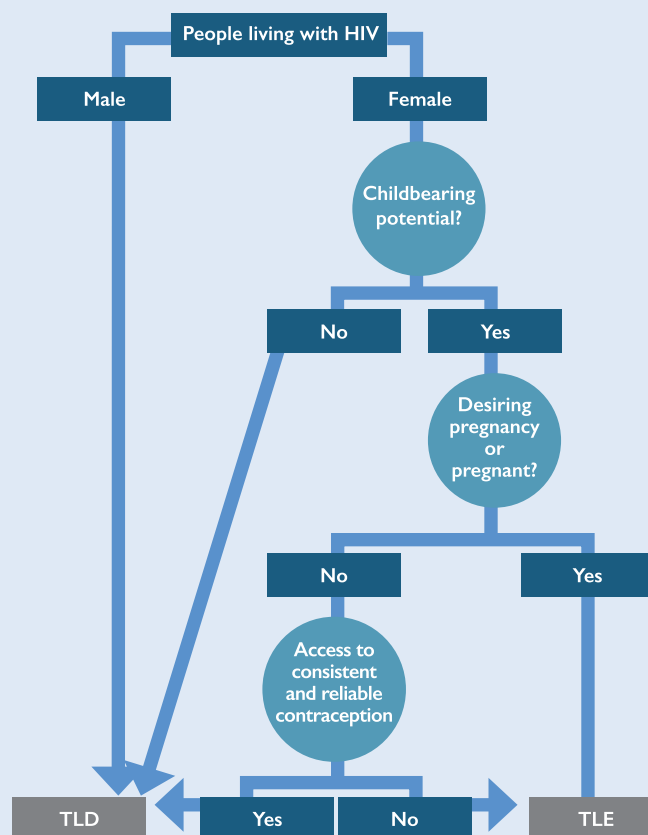 People living with HIV
Male
Female
Childbearing
potential?
No
Yes
Desiring
pregnancy
or
pregnant?
No
Yes
Access to
consistent
and reliable
contraception
TLD
Yes
No
TLE